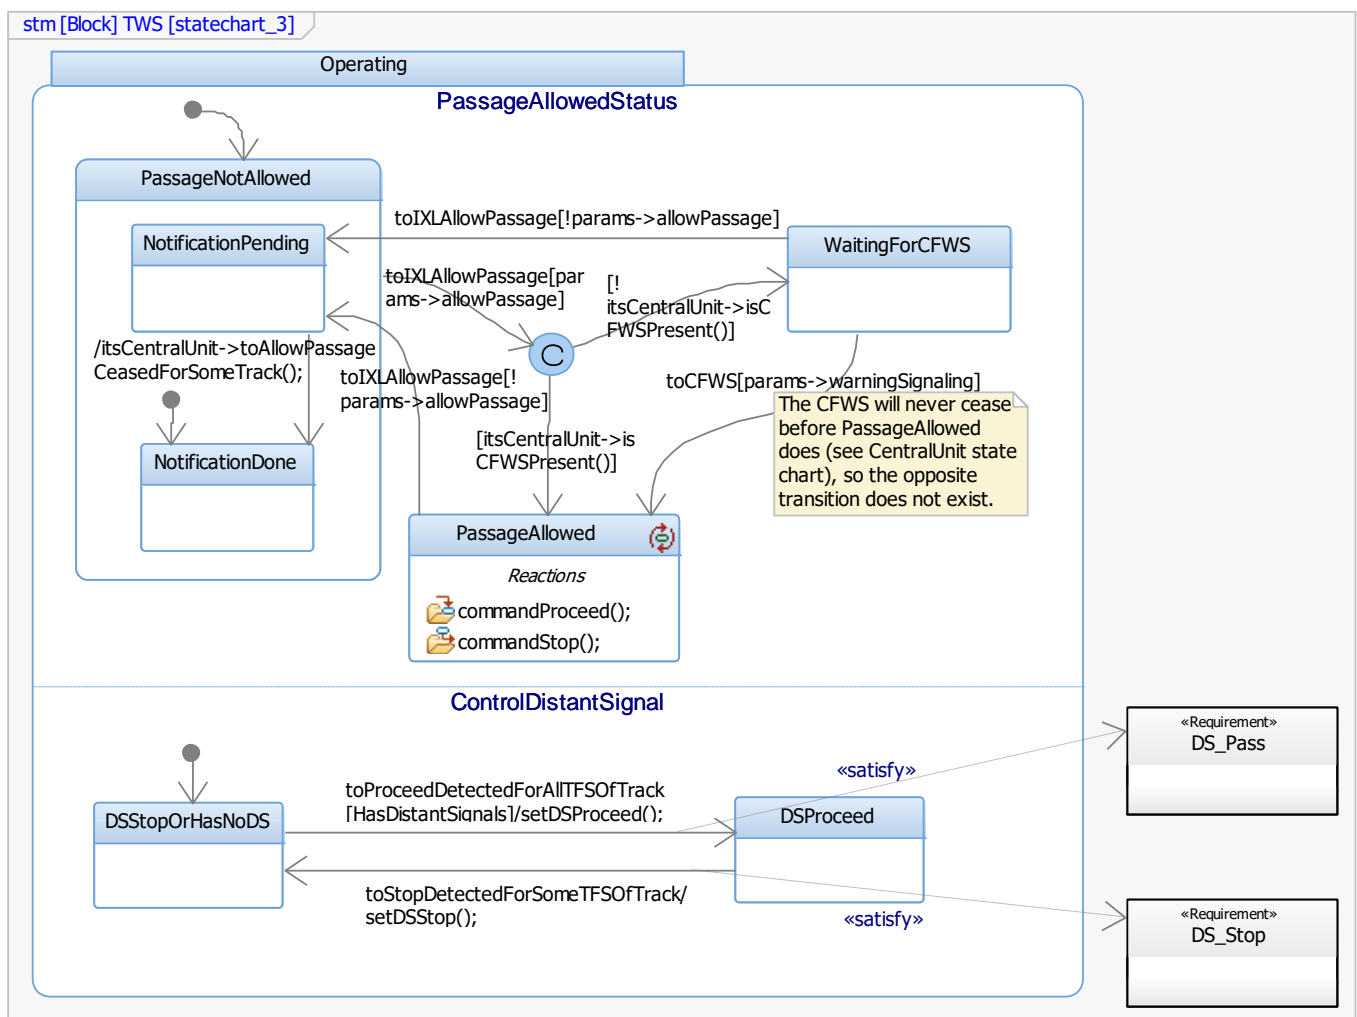 stm [Block] TWS [statechart_3]
Operating
PassageAllowedStatus
PassageNotAllowed
NotificationPending
toIXLAllowPassage[!params->allowPassage]
WaitingForCFWS
toIXLAllowPassage[par
ams->allowPassage]
[!
itsCentralUnit->isC
FWSPresent()]
C
/itsCentralUnit->toAllowPassage
CeasedForSomeTrack();
toIXLAllowPassage[!
params->allowPassage]
toCFWS[params->warningSignaling]
The CFWS will never cease
before PassageAllowed
does (see CentralUnit state
chart), so the opposite
transition does not exist.
[itsCentralUnit->is
CFWSPresent()]
NotificationDone
PassageAllowed
Reactions
commandProceed();
commandStop();
ControlDistantSignal
DSStopOrHasNoDS
toProceedDetectedForAllTFSOfTrack
[HasDistantSignals]/setDSProceed();
DSProceed
toStopDetectedForSomeTFSOfTrack/
setDSStop();
«satisfy»
«satisfy»
«Requirement»
DS_Pass
«Requirement»
DS_Stop